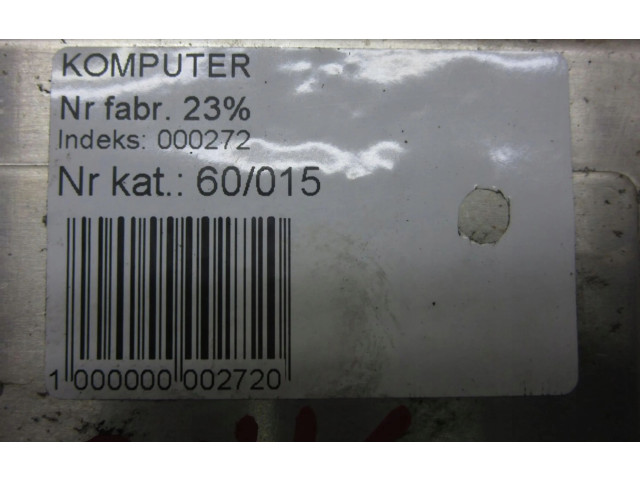 KOMPUTER
Nr fabr. 23%
Indeks: 000272
Nr kat.: 60/015
1 000000 002720